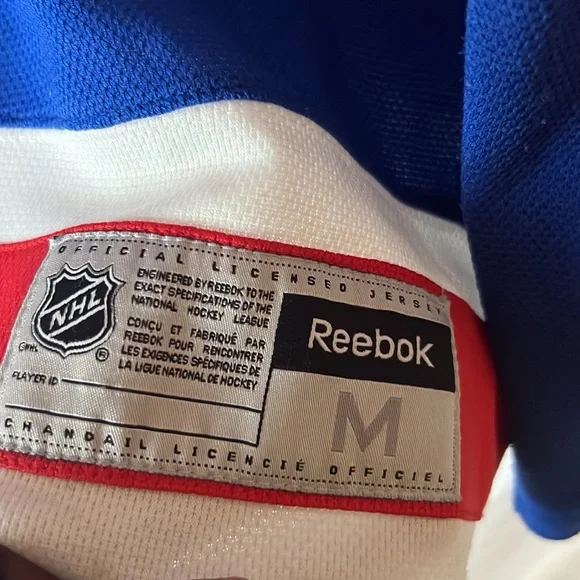 OFFICIAL LICENSED JERSEY
NHL
®
ENGINEERED BY REEBOK TO THE
EXACT SPECIFICATIONS OF THE
NATIONAL HOCKEY LEAGUE
CONÇU ET FABRIQUÉ PAR
REEBOK POUR RENCONTRER
LES EXIGENCES SPÉCIFIQUES DE
LA LIGUE NATIONAL DE HOCKEY
©NHL
PLAYER ID
Reebok
M
CHANDAIL LICENCIÉ OFFICIEL